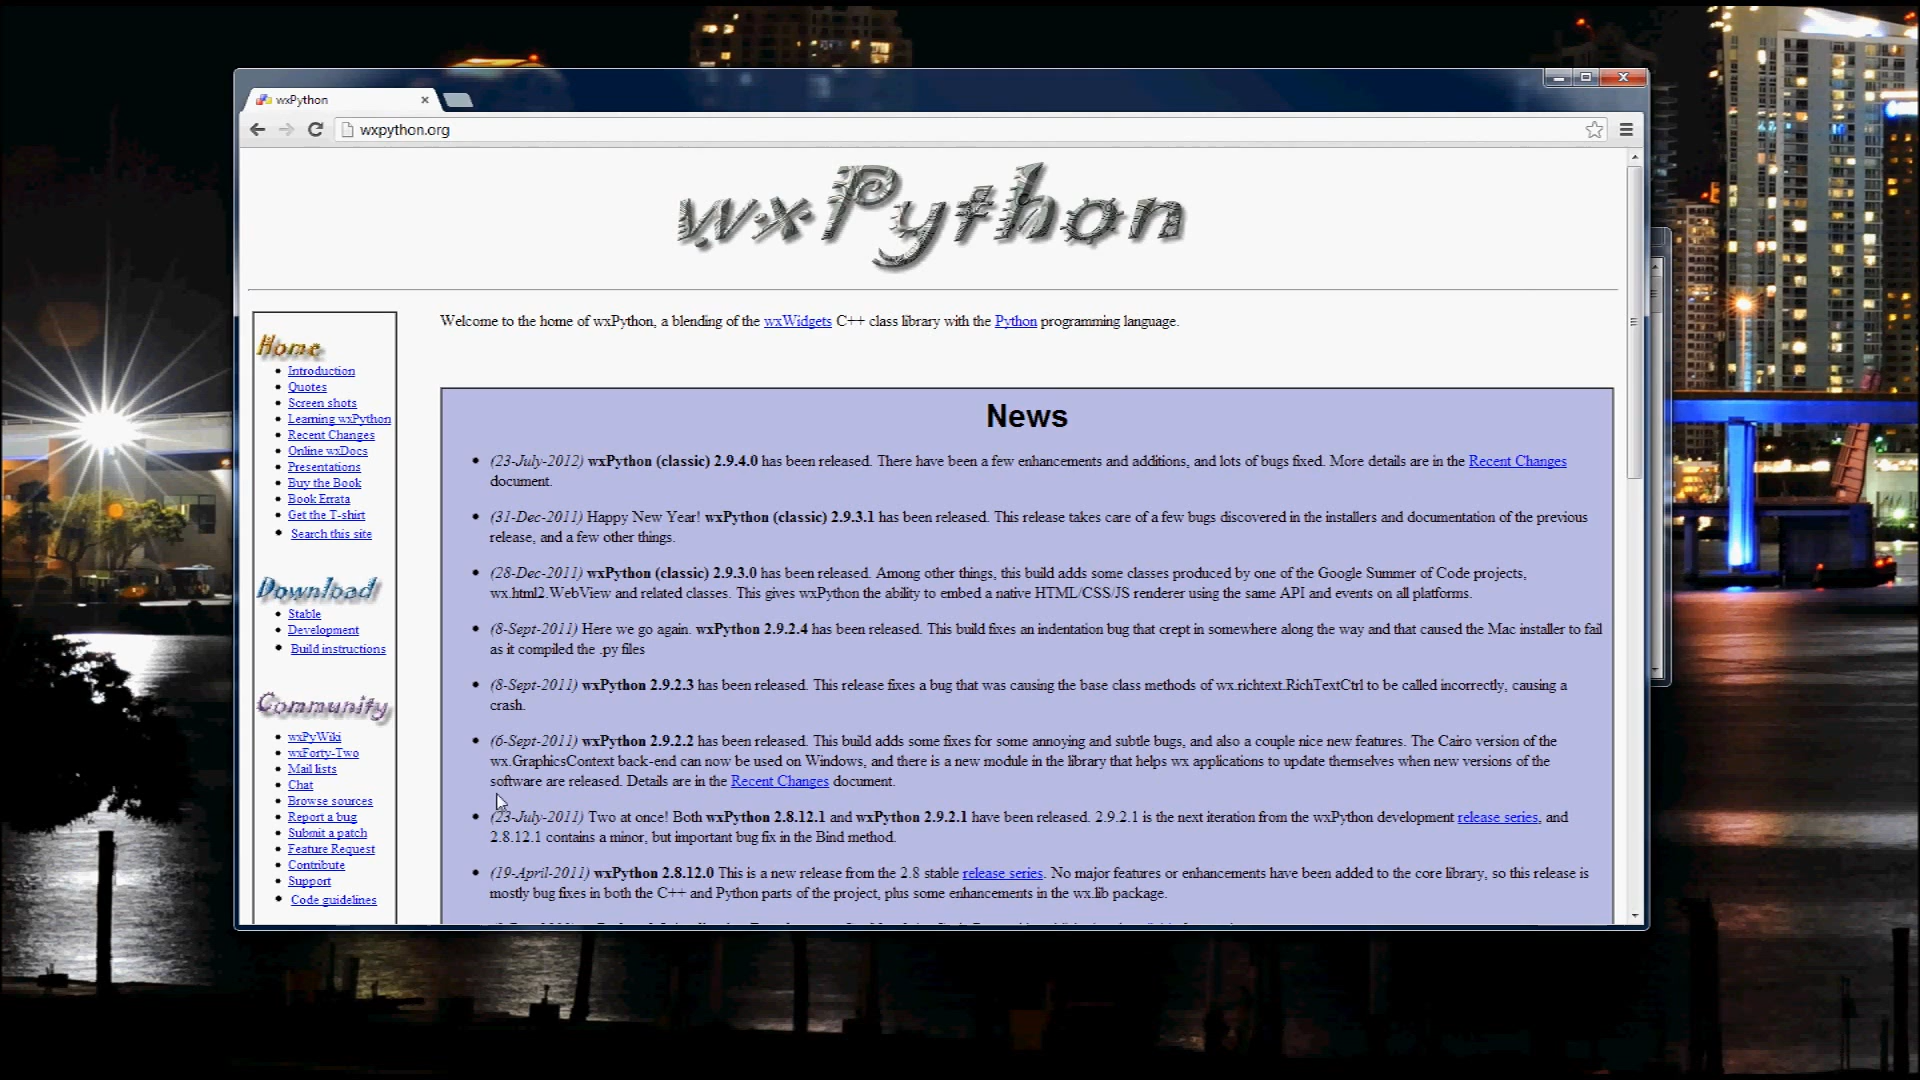 wxPython
wxpython.org
wxPython
Welcome to the home of wxPython, a blending of the wxWidgets C++ class library with the Python programming language.
Home
Introduction
Quotes
Screen shots
Learning wxPython
Recent Changes
Online wxDocs
Presentations
Buy the Book
Book Errata
Get the T-shirt
Search this site
Download
Stable
Development
Build instructions
Community
wxPyWiki
wxForty-Two
Mail lists
Chat
Browse sources
Report a bug
Submit a patch
Feature Request
Contribute
Support
Code guidelines
News
(23-July-2012) wxPython (classic) 2.9.4.0 has been released. There have been a few enhancements and additions, and lots of bugs fixed. More details are in the Recent Changes
document.
(31-Dec-2011) Happy New Year! wxPython (classic) 2.9.3.1 has been released. This release takes care of a few bugs discovered in the installers and documentation of the previous
release, and a few other things.
(28-Dec-2011) wxPython (classic) 2.9.3.0 has been released. Among other things, this build adds some classes produced by one of the Google Summer of Code projects,
wx.html2.WebView and related classes. This gives wxPython the ability to embed a native HTML/CSS/JS renderer using the same API and events on all platforms.
(8-Sept-2011) Here we go again. wxPython 2.9.2.4 has been released. This build fixes an indentation bug that crept in somewhere along the way and that caused the Mac installer to fail
as it compiled the .py files
(8-Sept-2011) wxPython 2.9.2.3 has been released. This release fixes a bug that was causing the base class methods of wx.richtext.RichTextCtrl to be called incorrectly, causing a
crash.
(6-Sept-2011) wxPython 2.9.2.2 has been released. This build adds some fixes for some annoying and subtle bugs, and also a couple nice new features. The Cairo version of the
wx.GraphicsContext back-end can now be used on Windows, and there is a new module in the library that helps wx applications to update themselves when new versions of the
software are released. Details are in the Recent Changes document.
(23-July-2011) Two at once! Both wxPython 2.8.12.1 and wxPython 2.9.2.1 have been released. 2.9.2.1 is the next iteration from the wxPython development release series, and
2.8.12.1 contains a minor, but important bug fix in the Bind method.
(19-April-2011) wxPython 2.8.12.0 This is a new release from the 2.8 stable release series. No major features or enhancements have been added to the core library, so this release is
mostly bug fixes in both the C++ and Python parts of the project, plus some enhancements in the wx.lib package.